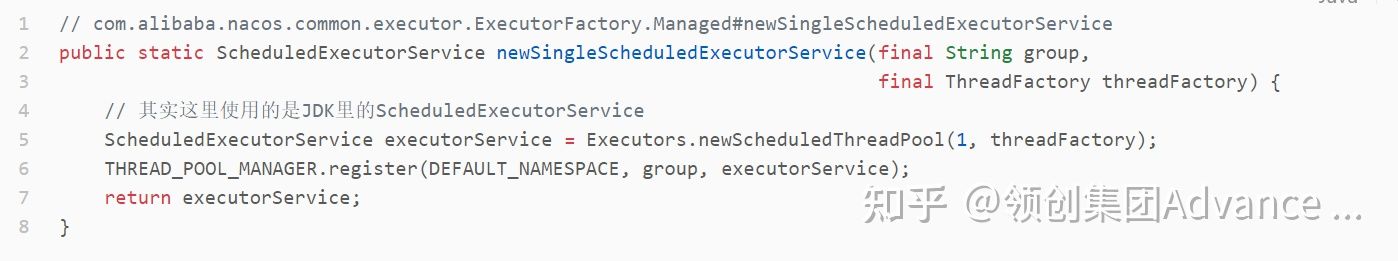 1 // com.alibaba.nacos.common.executor.ExecutorFactory.Managed#newSingleScheduledExecutorService
2 public static ScheduledExecutorService newSingleScheduledExecutorService(final String group,
3 final ThreadFactory threadFactory) {
4 // 其实这里使用的是JDK里的ScheduledExecutorService
5 ScheduledExecutorService executorService = Executors.newScheduledThreadPool(1, threadFactory);
6 THREAD_POOL_MANAGER.register(DEFAULT_NAMESPACE, group, executorService);
7 return executorService;
8 }
知乎 @领创集团Advance ...